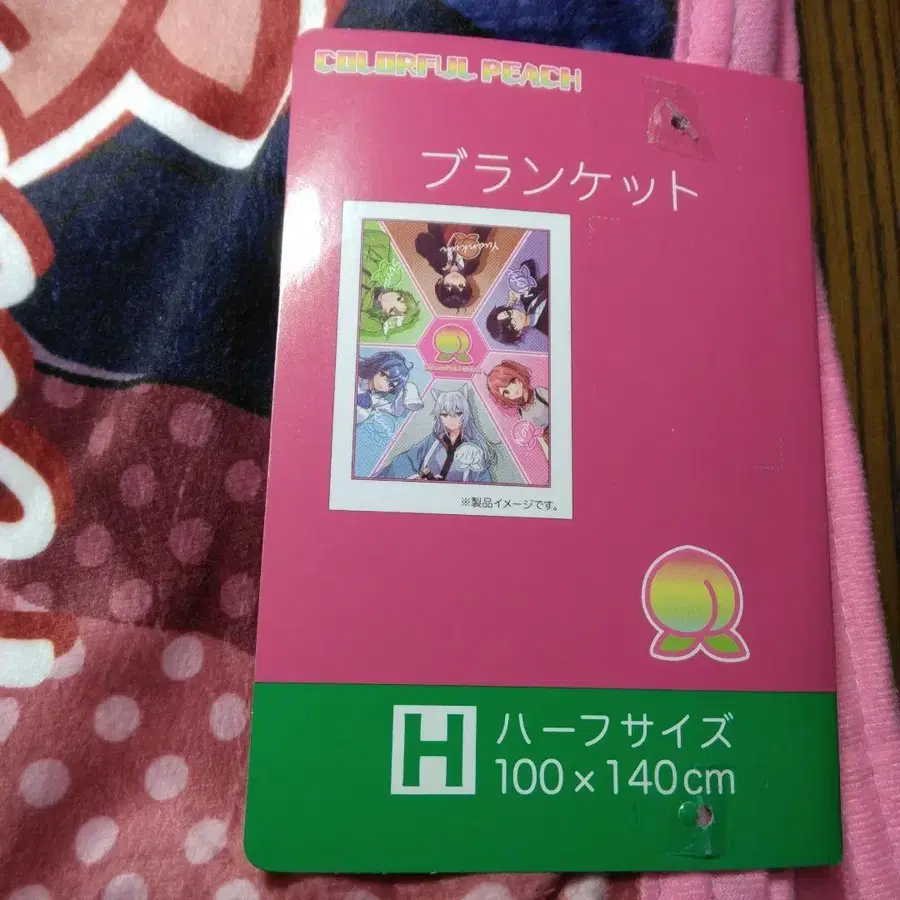 COLORFUL PEACH
ブランケット
Yuankun
※製品イメージです。
H ハーフサイズ
100×140cm